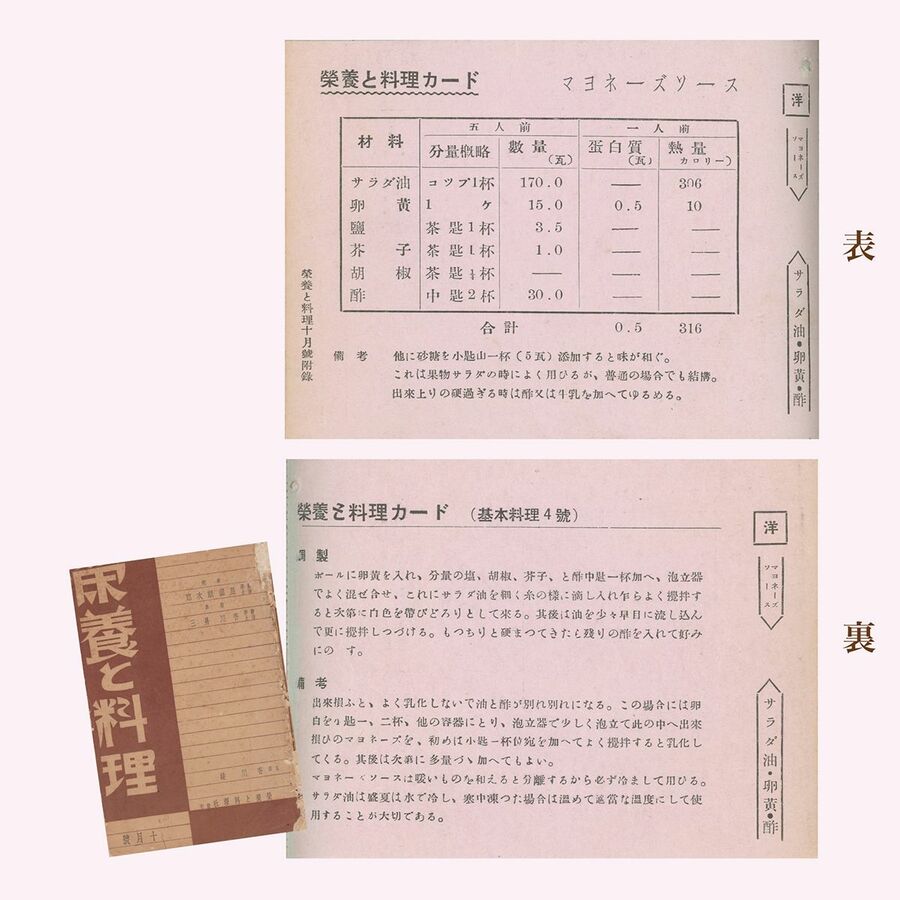 榮養と料理カード
マヨネーズソース
材料
五人前
一人前
分量概略
數量(瓦)
蛋白質(瓦)
熱量カロリー)
サラダ油 コップ1杯 170.0 — 306
卵黄 1ヶ 15.0 0.5 10
鹽 茶匙1杯 3.5 — —
芥子 茶匙1杯 1.0 — —
胡椒 茶匙 杯 — — —
酢 中匙2杯 30.0 — —
合計 0.5 316
備考 他に砂糖を小匙山一杯(5瓦)添加すると味が和ぐ。
これは果物サラダの時によく用ひるが、普通の場合でも結構。
出來上りの硬過ぎる時は酢又は牛乳を加へてゆるめる。
榮養と料理十月號附錄
洋
マヨネーズソース
サラダ油・卵黄・酢
表
榮養と料理カード (基本料理4號)
製
ボールに卵黄を入れ、分量の塩、胡椒、芥子、と酢中匙一杯加へ、泡立器
でよく混ぜ合せ、これにサラダ油を細く糸の様に滴し入れ乍らよく攪拌す
ると次第に白色を帶びどろりとして來る。其後は油を少々早目に流し込ん
で更に攪拌しつづける。もつちりと硬まつてきたら殘りの酢を入れて好み
にの す。
備考
出來損ふと、よく乳化しないで油と酢が別れ別れになる。この場合には卵
白を小匙一、二杯、他の容器にとり、泡立器で少しく泡立て此の中へ出來
損ひのマヨネーズを、初めは小匙一杯位宛を加へてよく攪拌すると乳化し
てくる。其後は次第に多量づゝ加へてもよい。
マヨネーズソースは暖いものを和えると分離するから必ず冷まして用ひる。
サラダ油は盛夏は水で冷し、寒中凍つた場合は溫めて適當な溫度にして使
用することが大切である。
洋
マヨネーズソース
サラダ油・卵黄・酢
裏
榮養と料理
十月號